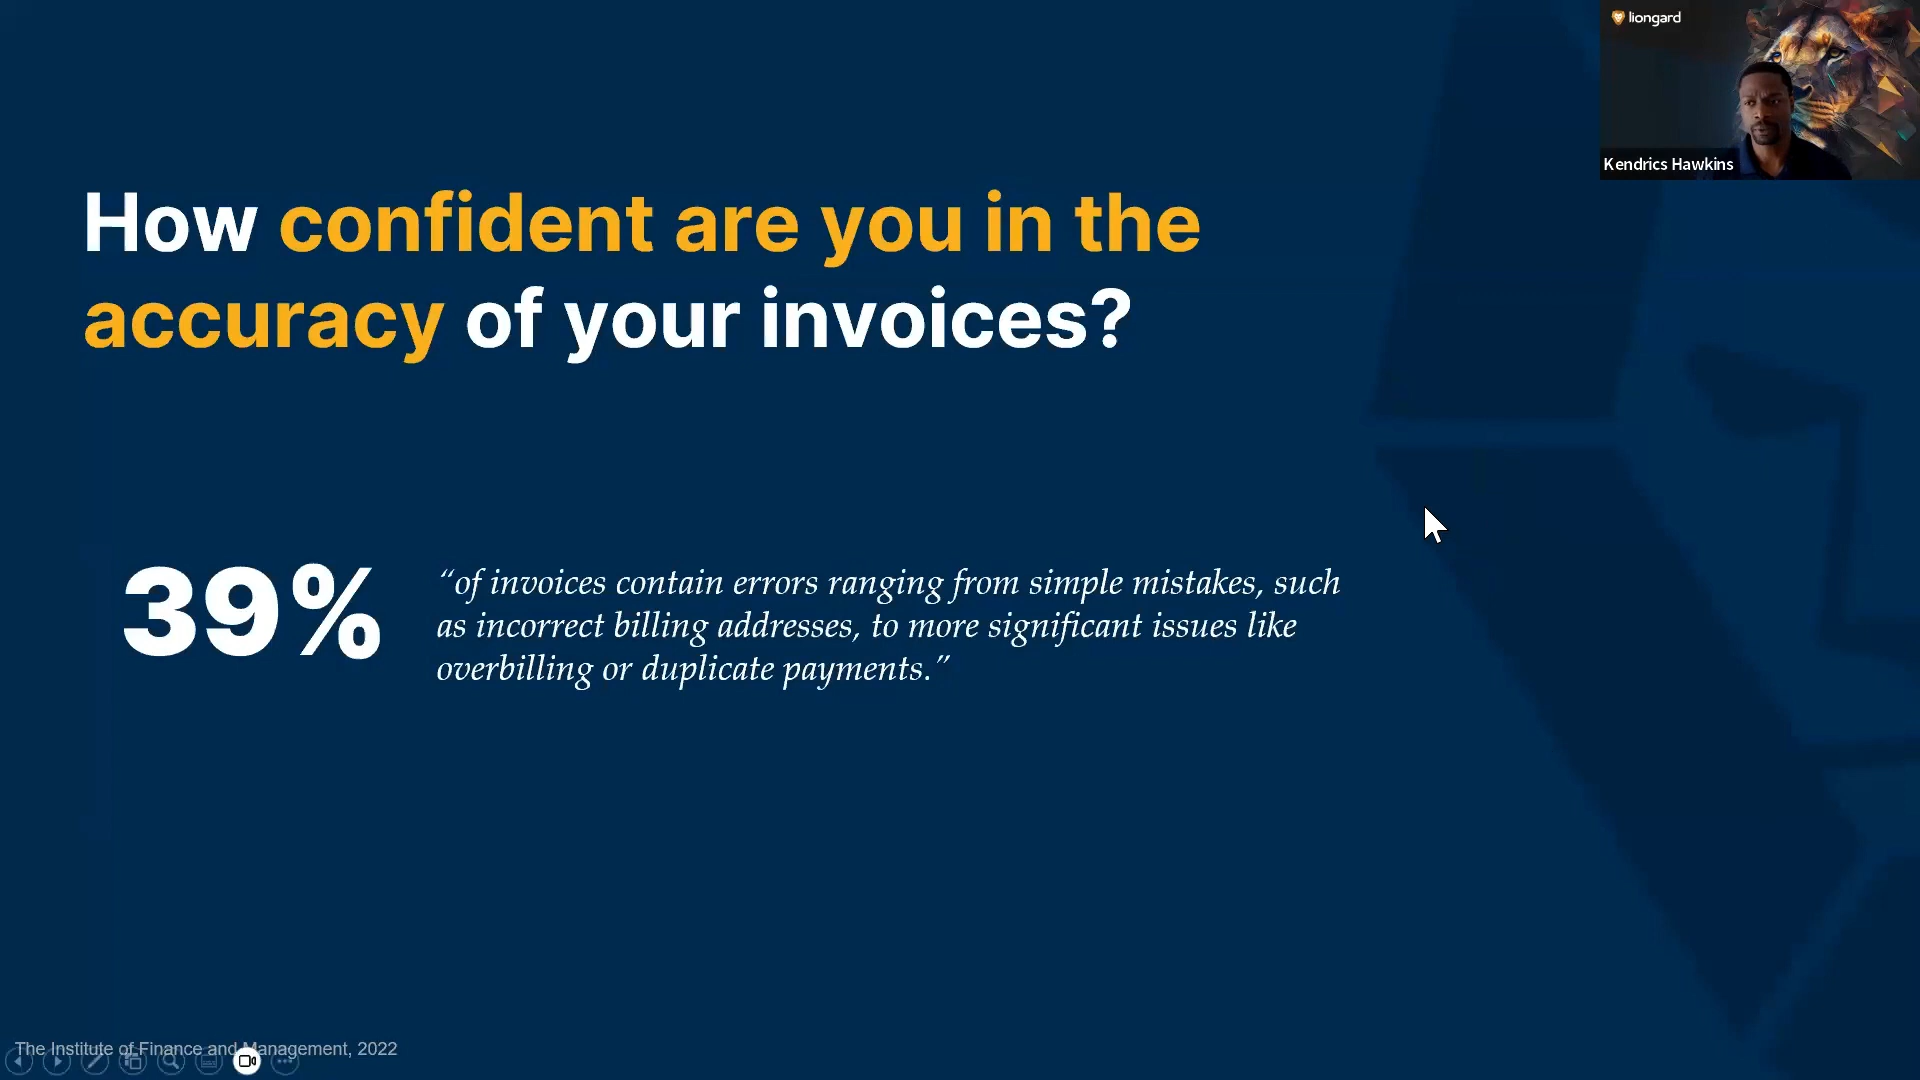 liongard
Kendrics Hawkins
How confident are you in the
accuracy of your invoices?
39%
“of invoices contain errors ranging from simple mistakes, such
as incorrect billing addresses, to more significant issues like
overbilling or duplicate payments.”
The Institute of Finance and Management, 2022